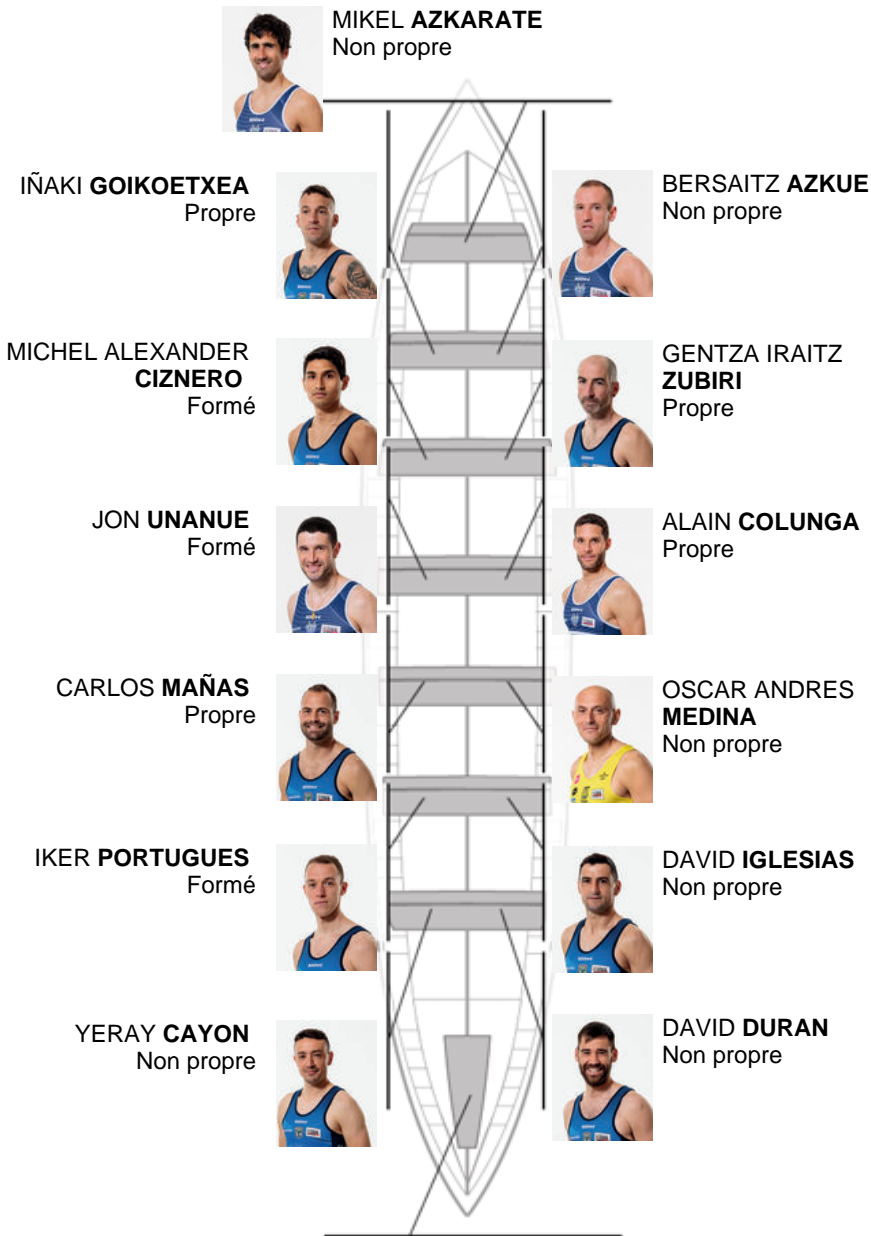 MIKEL AZKARATE
Non propre
IÑAKI GOIKOETXEA
Propre
BERSAITZ AZKUE
Non propre
MICHEL ALEXANDER
CIZNERO
Formé
GENTZA IRAITZ
ZUBIRI
Propre
JON UNANUE
Formé
ALAIN COLUNGA
Propre
CARLOS MAÑAS
Propre
OSCAR ANDRES
MEDINA
Non propre
IKER PORTUGUES
Formé
DAVID IGLESIAS
Non propre
YERAY CAYON
Non propre
DAVID DURAN
Non propre